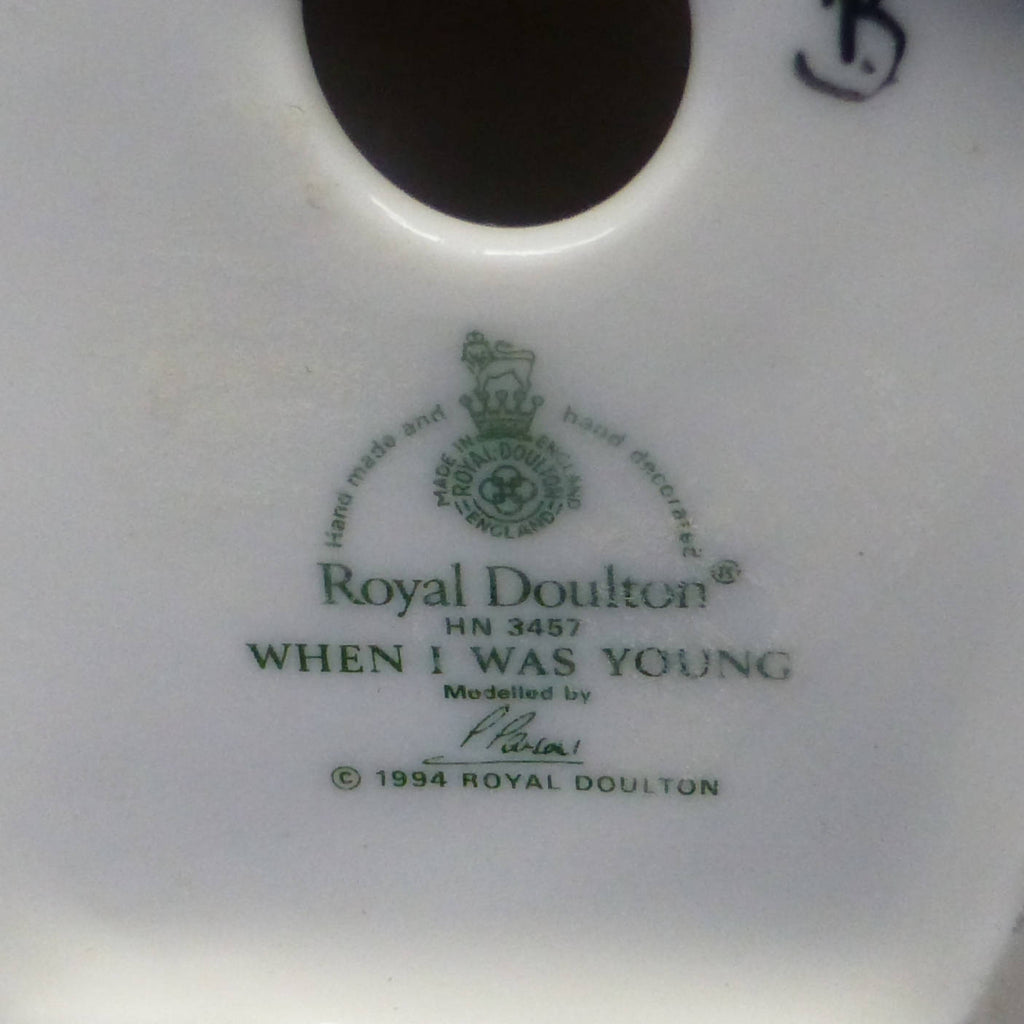 B
Hand made and hand decorated
MADE IN ENGLAND
ROYAL DOULTON
ENGLAND
Royal Doulton®
HN 3457
WHEN I WAS YOUNG
Modelled by
P Parsons
© 1994 ROYAL DOULTON